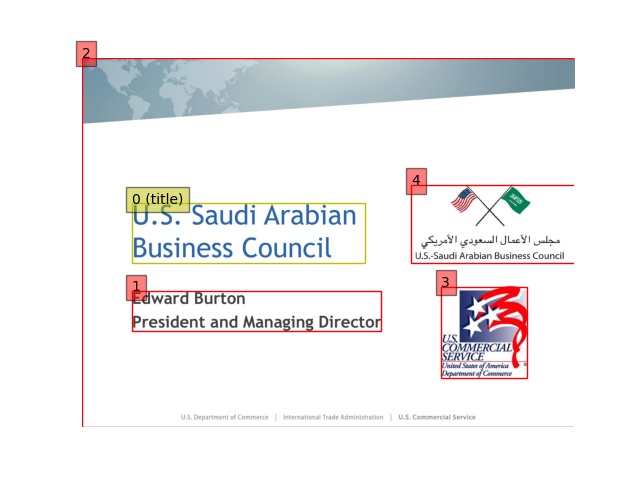 2
0 (title)
U.S. Saudi Arabian
Business Council
1
Edward Burton
President and Managing Director
4
مجلس الأعمال السعودي الأمريكي
U.S.-Saudi Arabian Business Council
3
U.S.
COMMERCIAL
SERVICE
United States of America
Department of Commerce
U.S. Department of Commerce | International Trade Administration | U.S. Commercial Service